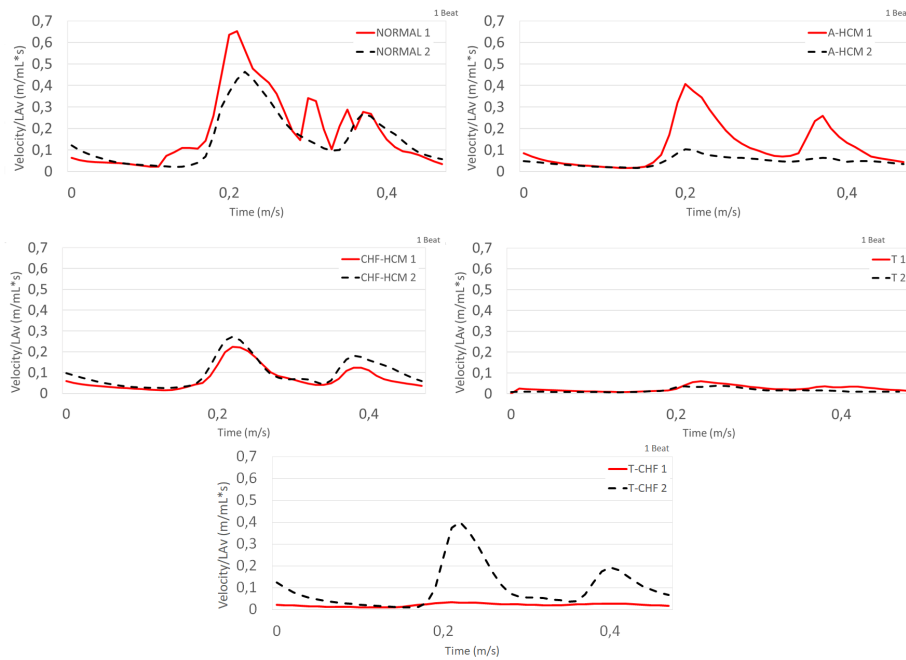 1 Beat
0,7
0,6
0,5
0,4
0,3
0,2
0,1
0
Velocity/LAv (m/mL*s)
NORMAL 1
NORMAL 2
0
0,2
0,4
Time (m/s)
1 Beat
0,7
0,6
0,5
0,4
0,3
0,2
0,1
0
Velocity/LAv (m/mL*s)
A-HCM 1
A-HCM 2
0
0,2
0,4
Time (m/s)
1 Beat
0,7
0,6
0,5
0,4
0,3
0,2
0,1
0
Velocity/LAv (m/mL*s)
CHF-HCM 1
CHF-HCM 2
0
0,2
0,4
Time (m/s)
1 Beat
0,7
0,6
0,5
0,4
0,3
0,2
0,1
0
Velocity/LAv (m/mL*s)
T 1
T 2
0
0,2
0,4
Time (m/s)
1 Beat
0,7
0,6
0,5
0,4
0,3
0,2
0,1
0
Velocity/LAv (m/mL*s)
T-CHF 1
T-CHF 2
0
0,2
0,4
Time (m/s)